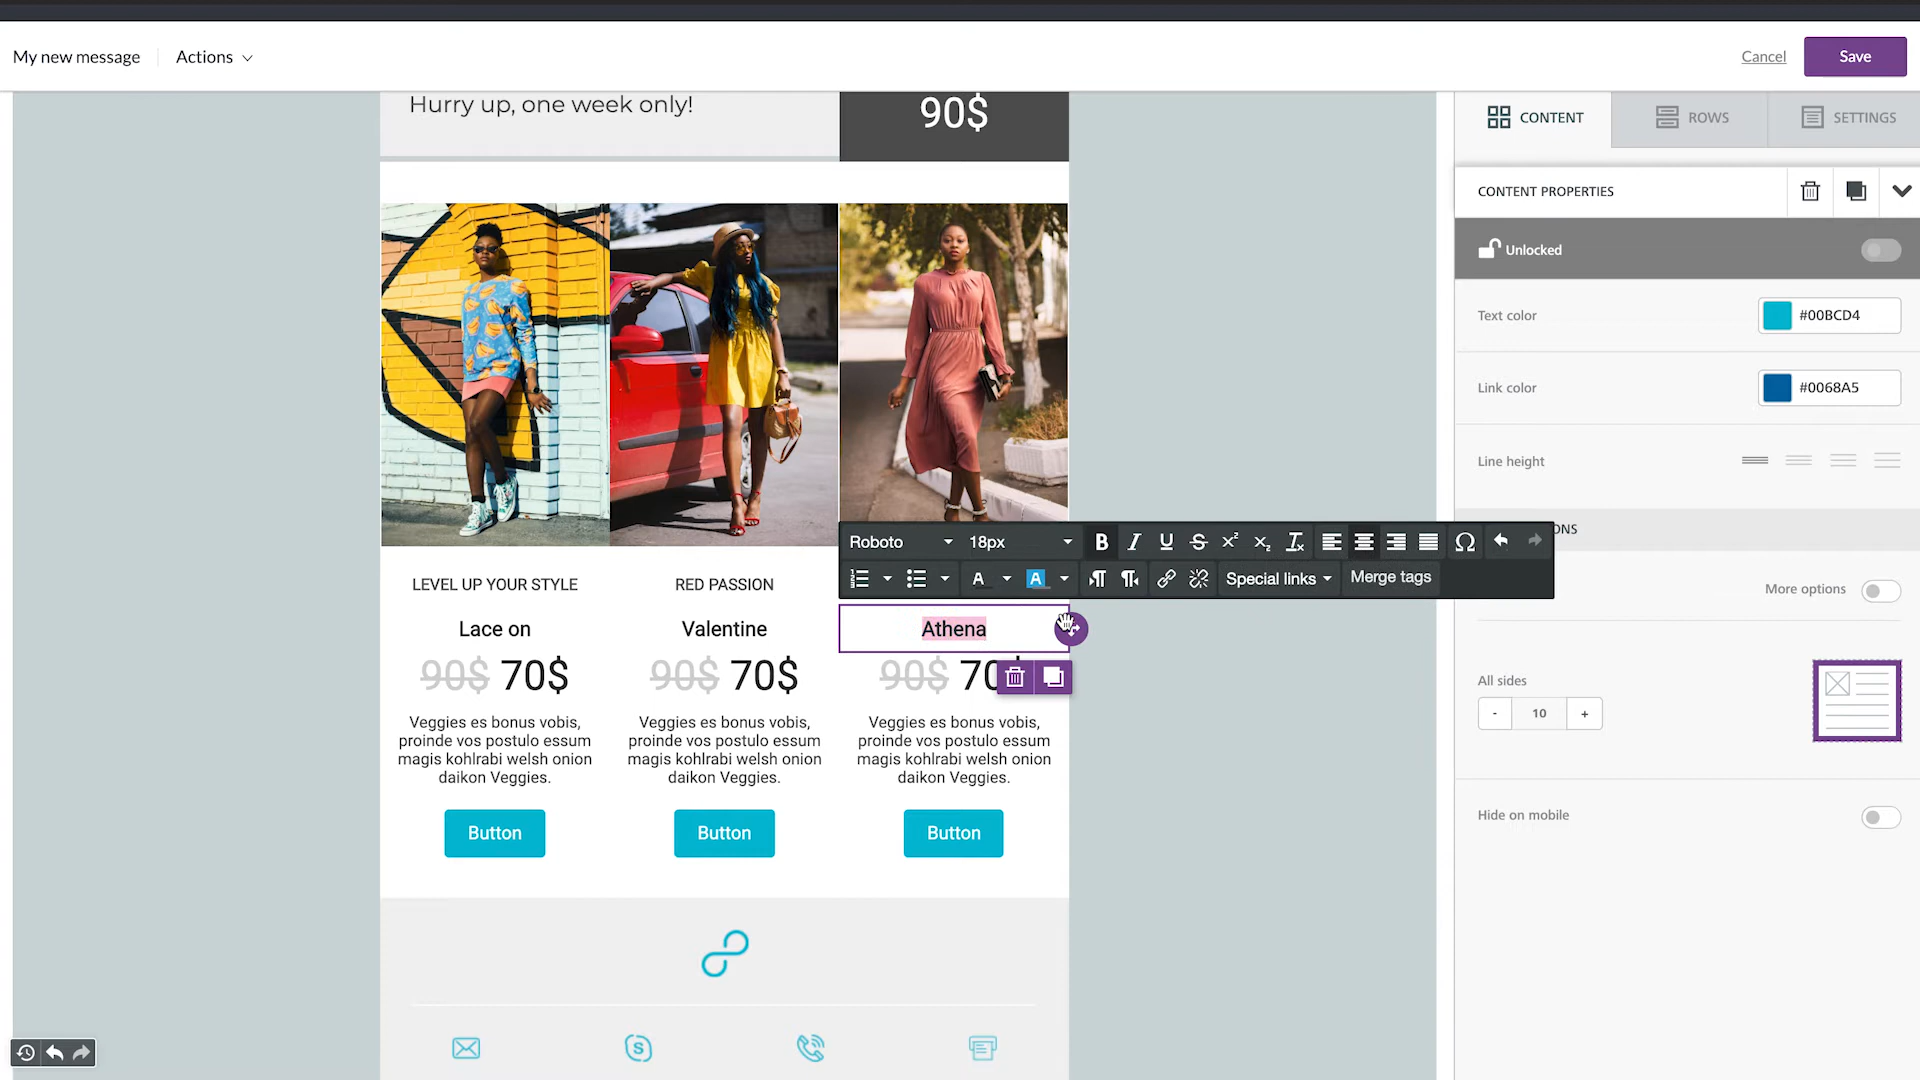 My new message
Actions
Cancel
Save
Hurry up, one week only!
90$
CONTENT
ROWS
SETTINGS
CONTENT PROPERTIES
Unlocked
Text color
#00BCD4
Link color
#0068A5
Line height
Roboto
18px
Special links
Merge tags
ONS
More options
LEVEL UP YOUR STYLE
RED PASSION
Lace on
Valentine
Athena
90$ 70$
90$ 70$
90$ 70
Veggies es bonus vobis,
proinde vos postulo essum
magis kohlrabi welsh onion
daikon Veggies.
Veggies es bonus vobis,
proinde vos postulo essum
magis kohlrabi welsh onion
daikon Veggies.
Veggies es bonus vobis,
proinde vos postulo essum
magis kohlrabi welsh onion
daikon Veggies.
Button
Button
Button
All sides
- 10 +
Hide on mobile